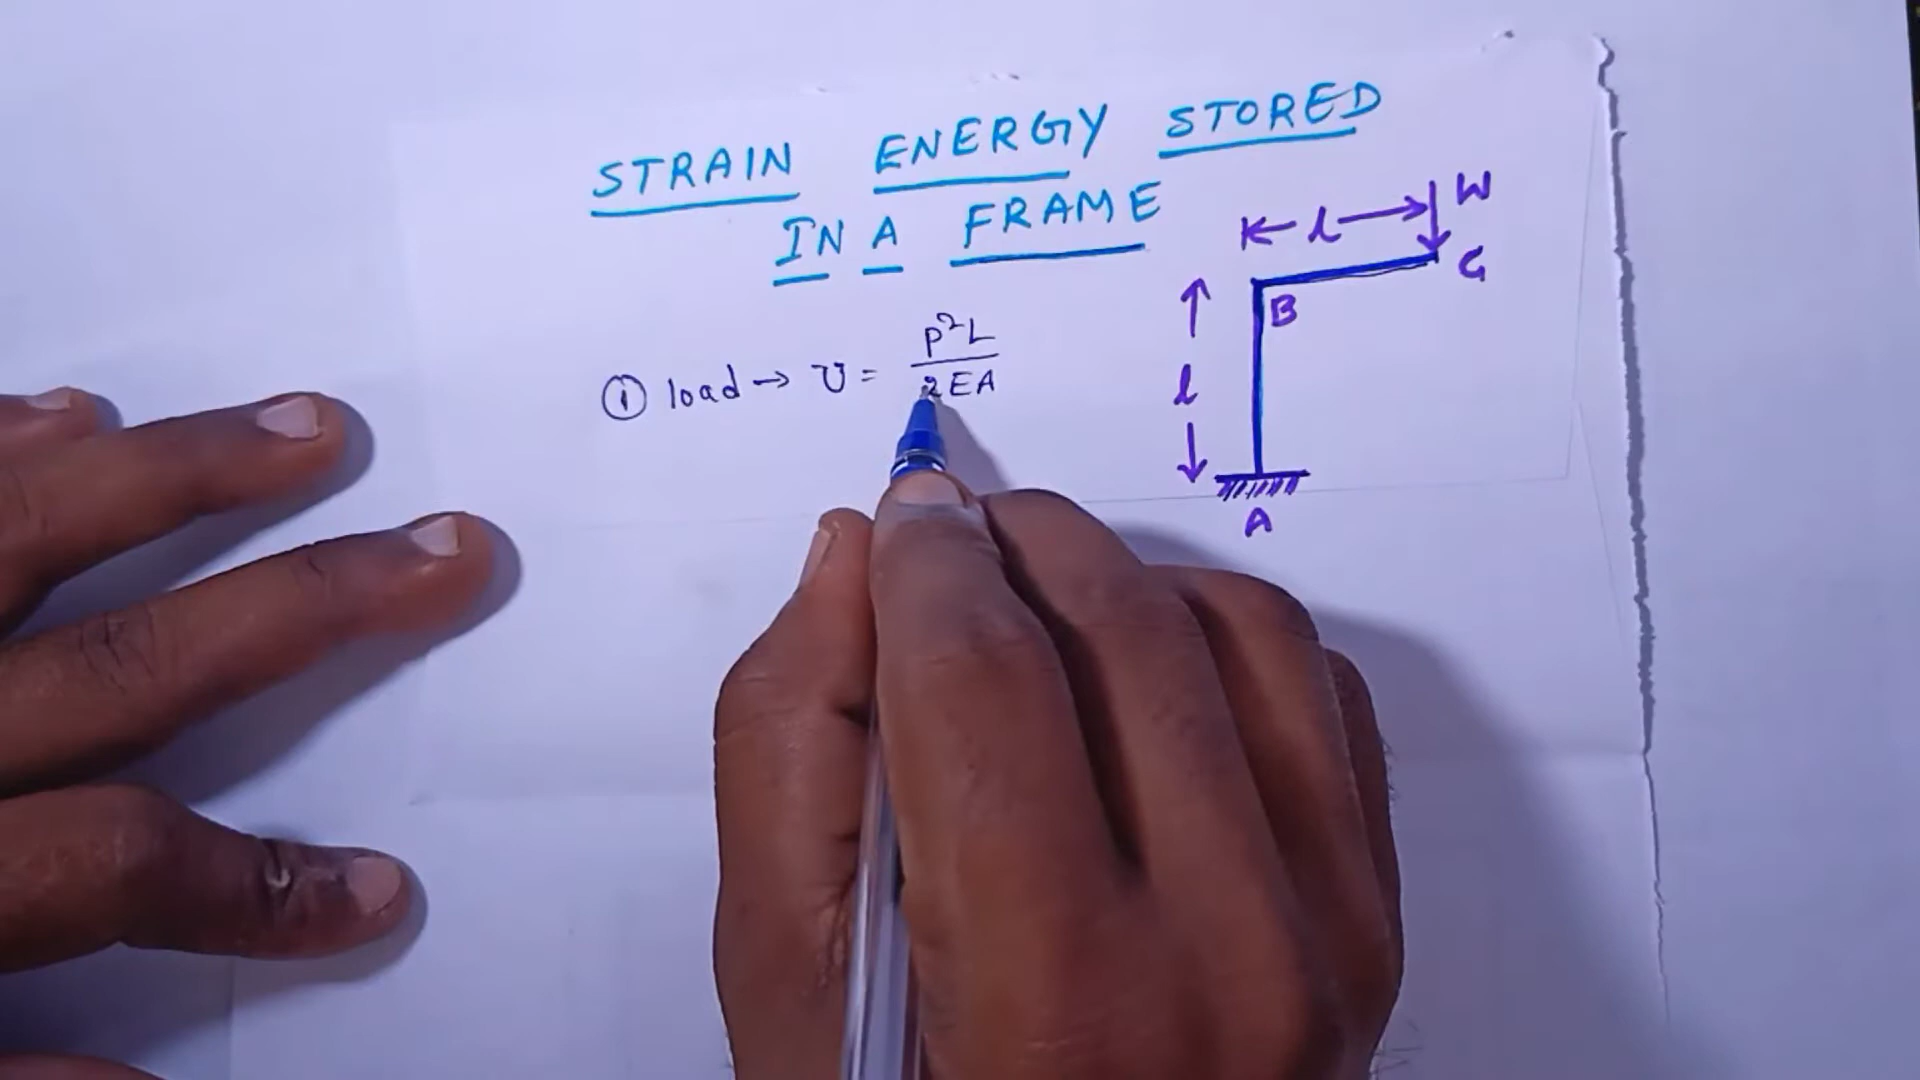 STRAIN ENERGY STORED
IN A FRAME
W
l
C
B
① load → U = P²L / 2EA
l
A